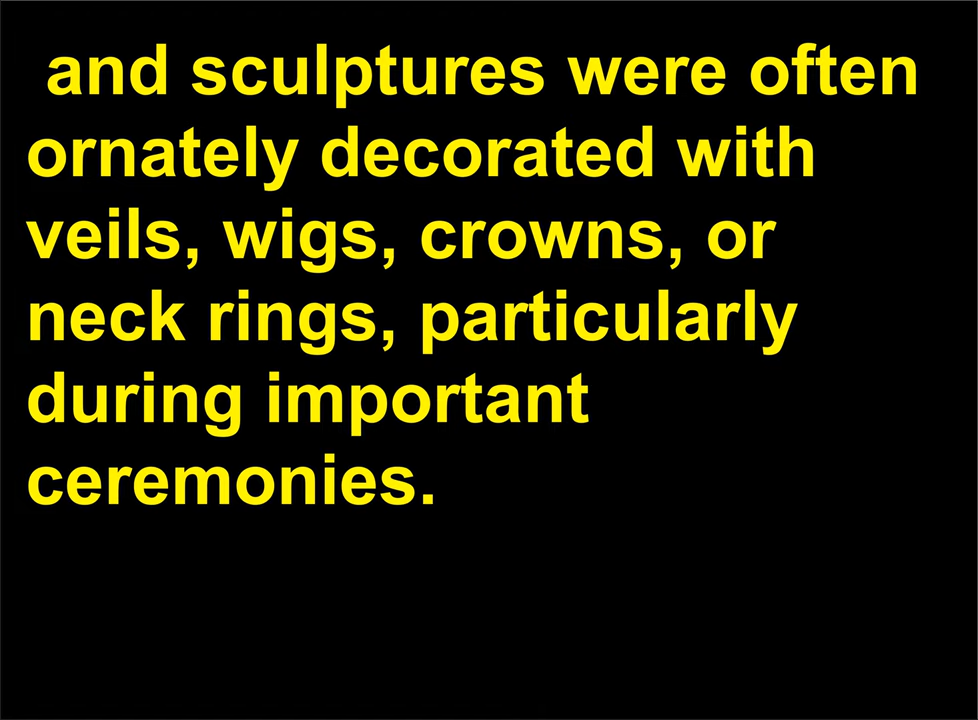 and sculptures were often
ornately decorated with
veils, wigs, crowns, or
neck rings, particularly
during important
ceremonies.